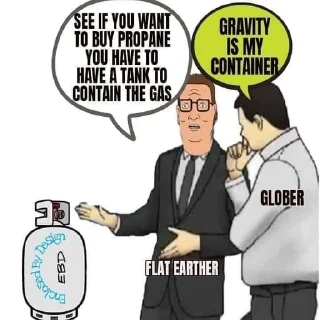 SEE IF YOU WANT
TO BUY PROPANE
YOU HAVE TO
HAVE A TANK TO
CONTAIN THE GAS
GRAVITY
IS MY
CONTAINER
GLOBER
Enclosed By Design
EBD
FLAT EARTHER